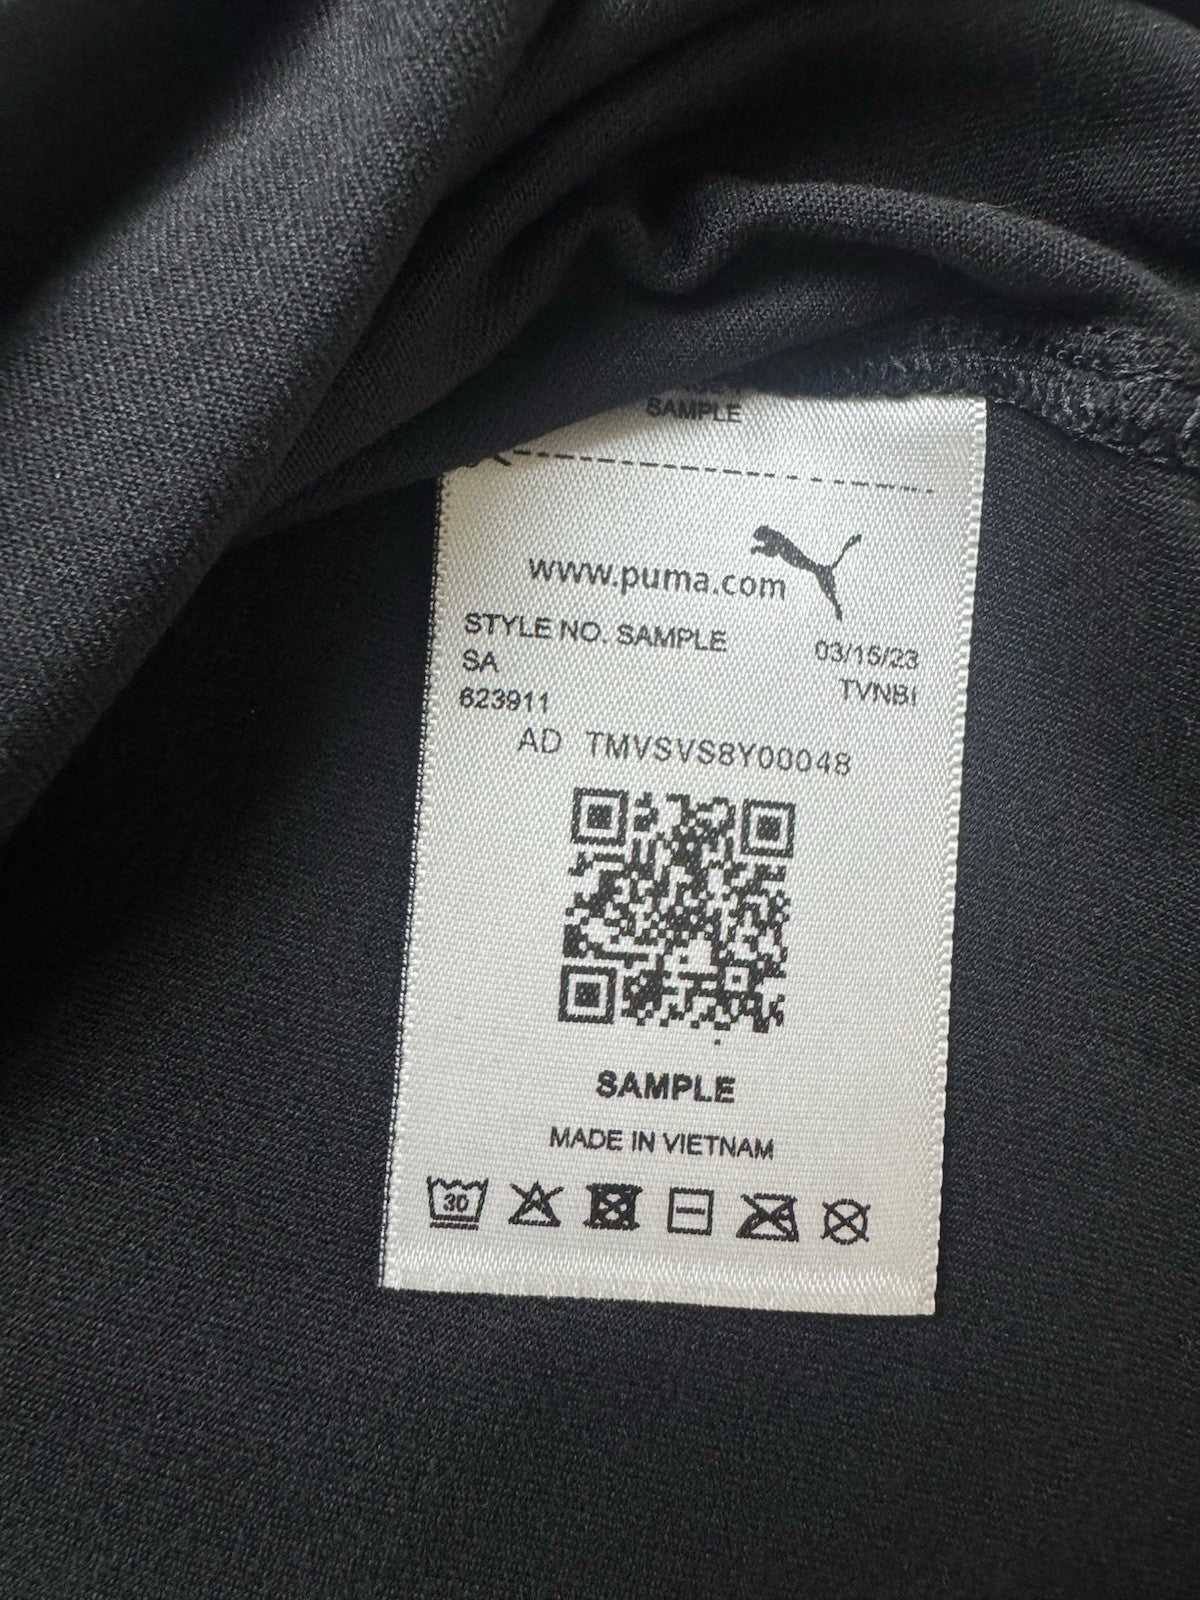 SAMPLE
www.puma.com
STYLE NO. SAMPLE
03/15/23
SA
TVNBI
623911
AD TMVSVS8Y00048
SAMPLE
MADE IN VIETNAM
30